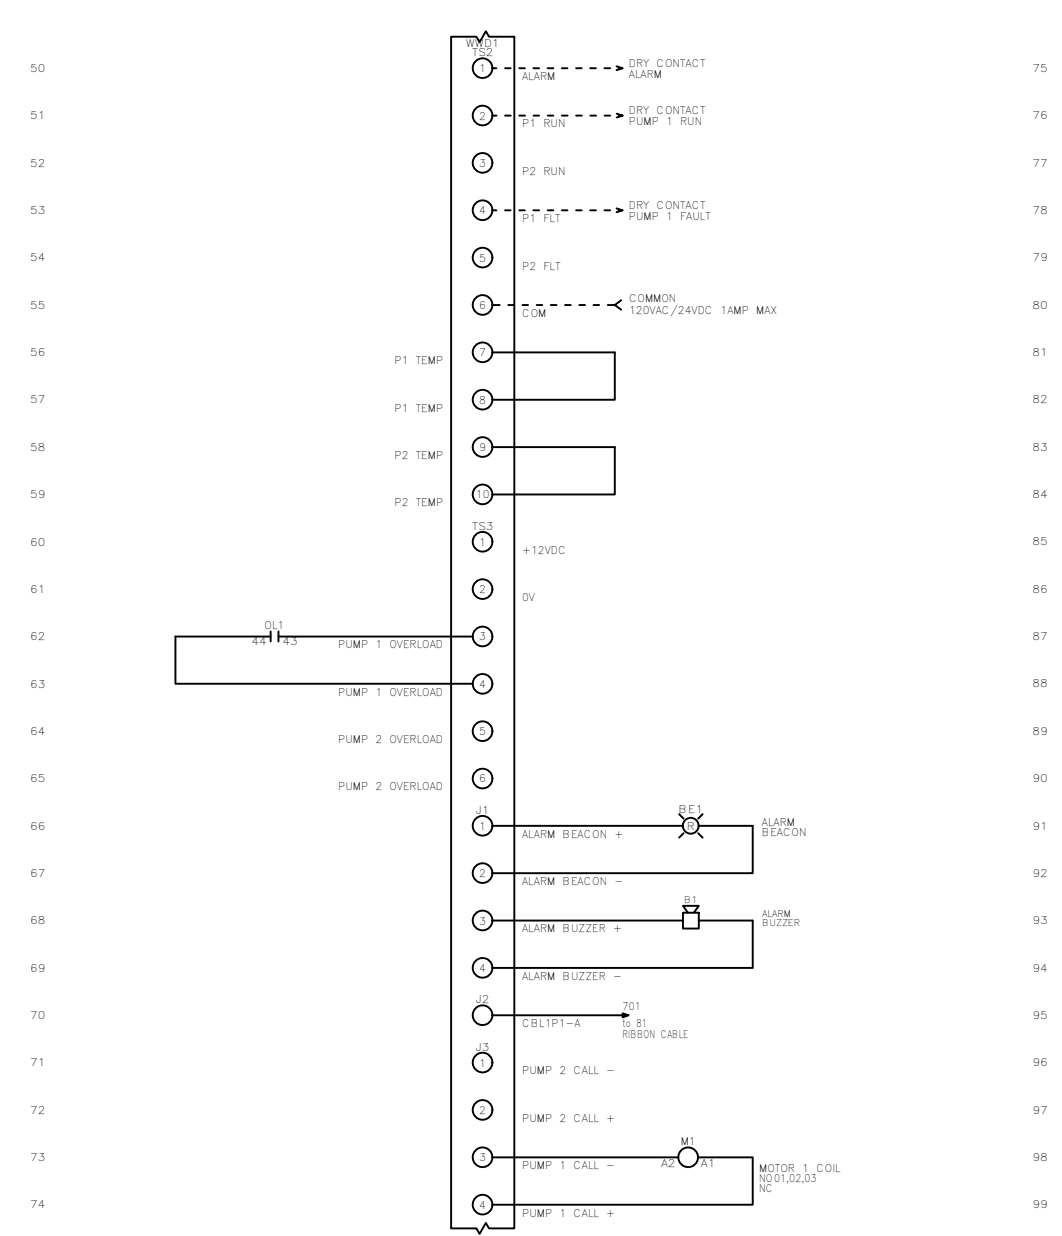 WWD1
TS2
50
1
DRY CONTACT
ALARM
75
ALARM
51
2
DRY CONTACT
PUMP 1 RUN
76
P1 RUN
52
3
77
P2 RUN
53
4
DRY CONTACT
PUMP 1 FAULT
78
P1 FLT
54
5
79
P2 FLT
55
6
COMMON
120VAC/24VDC 1AMP MAX
80
COM
56
7
81
P1 TEMP
57
8
82
P1 TEMP
58
9
83
P2 TEMP
59
10
84
P2 TEMP
TS3
60
1
85
+12VDC
61
2
86
0V
OL1
62
44
43
3
87
PUMP 1 OVERLOAD
63
4
88
PUMP 1 OVERLOAD
64
5
89
PUMP 2 OVERLOAD
65
6
90
PUMP 2 OVERLOAD
J1
BE1
66
1
R
ALARM
BEACON
91
ALARM BEACON +
67
2
92
ALARM BEACON -
B1
68
3
ALARM
BUZZER
93
ALARM BUZZER +
69
4
94
ALARM BUZZER -
J2
701
70
95
CBL1P1-A
to 81
RIBBON CABLE
J3
71
1
96
PUMP 2 CALL -
72
2
97
PUMP 2 CALL +
M1
73
3
98
PUMP 1 CALL -
A2
A1
MOTOR 1 COIL
NO01,02,03
NC
74
4
99
PUMP 1 CALL +